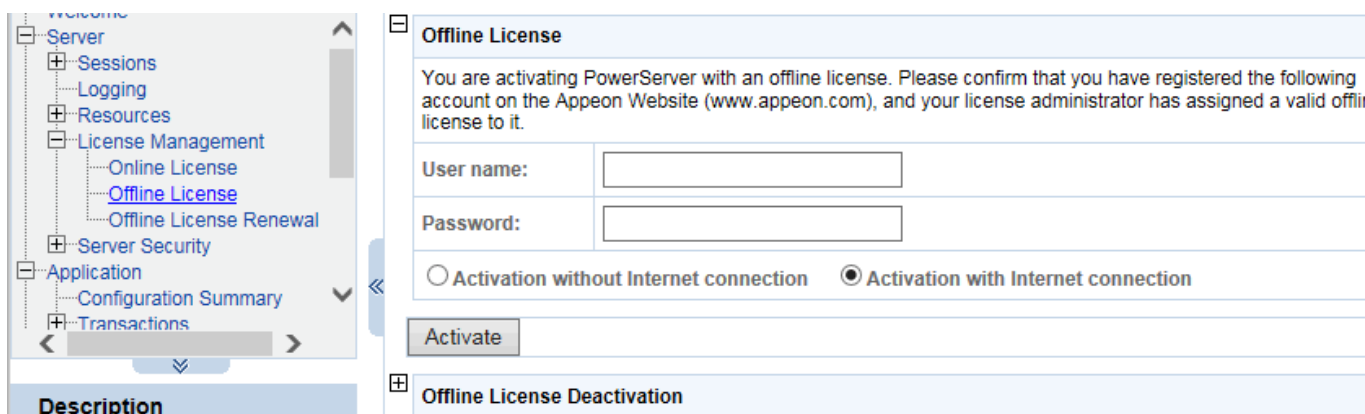 Welcome
Server
Sessions
Logging
Resources
License Management
Online License
Offline License
Offline License Renewal
Server Security
Application
Configuration Summary
Transactions
Description
Offline License
You are activating PowerServer with an offline license. Please confirm that you have registered the following
account on the Appeon Website (www.appeon.com), and your license administrator has assigned a valid offli
license to it.
User name:
Password:
Activation without Internet connection Activation with Internet connection
Activate
Offline License Deactivation